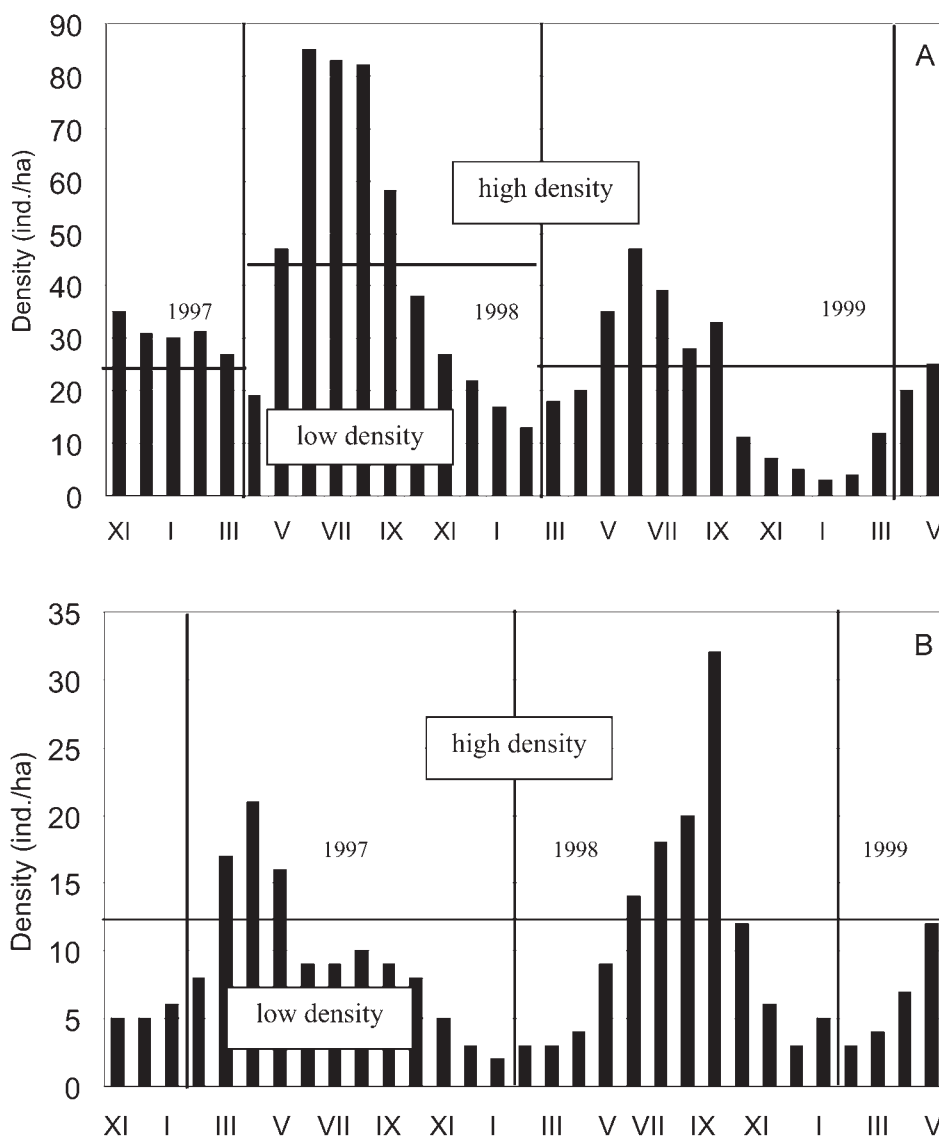 A
Density (ind./ha)
90
80
70
60
50
40
30
20
10
0
high density
low density
1997
1998
1999
XI I III V VII IX XI I III V VII IX XI I III V
B
Density (ind./ha)
35
30
25
20
15
10
5
0
high density
low density
1997
1998
1999
XI I III V VII IX XI I III V VII IX XI I III V